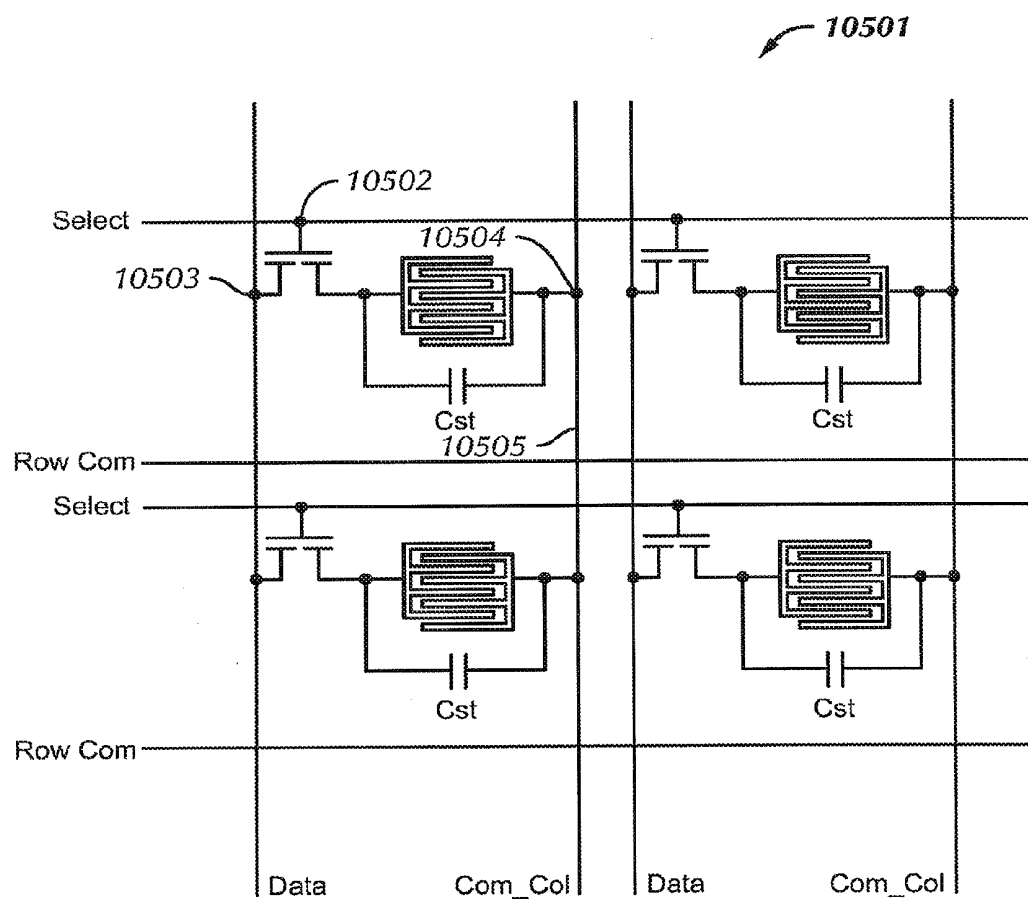 10501
10502
Select
10504
10503
Cst
Cst
10505
Row Com
Select
Cst
Cst
Row Com
Data
Com_Col
Data
Com_Col